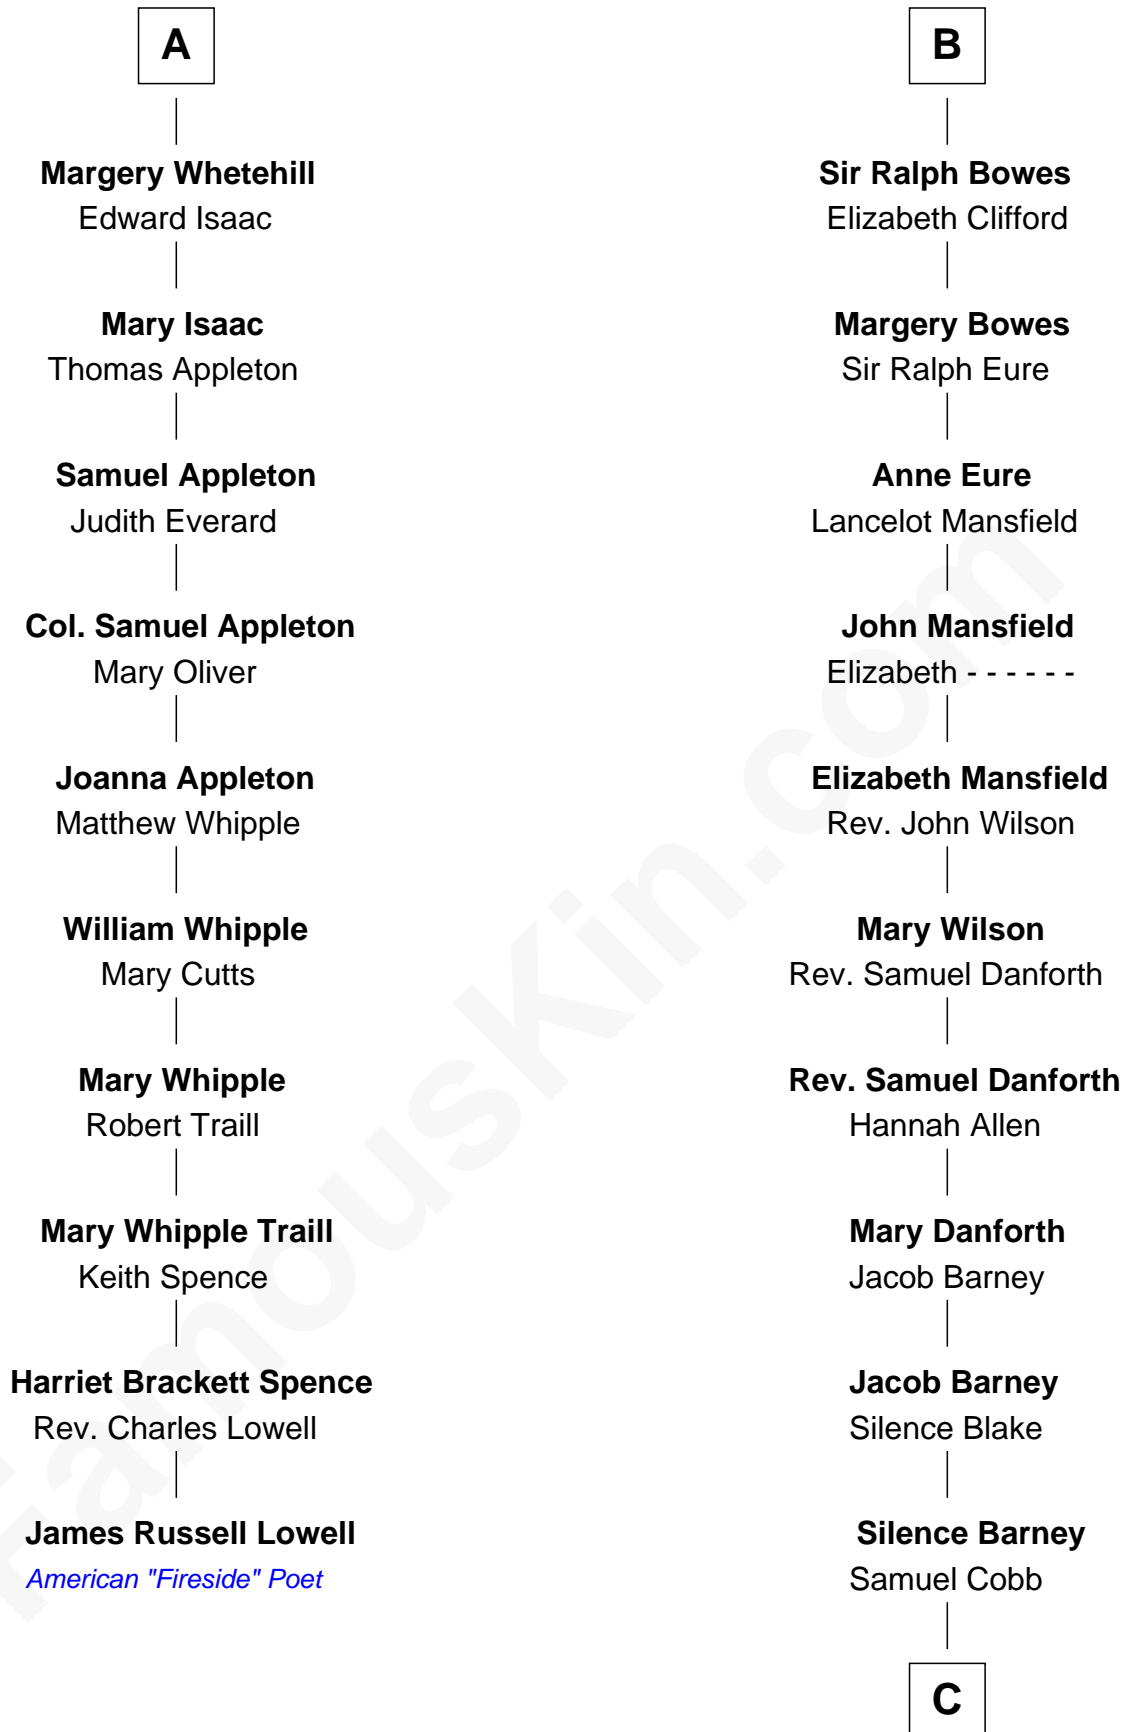 A
Margery Whetehill
Edward Isaac
Mary Isaac
Thomas Appleton
Samuel Appleton
Judith Everard
Col. Samuel Appleton
Mary Oliver
Joanna Appleton
Matthew Whipple
William Whipple
Mary Cutts
Mary Whipple
Robert Traill
Mary Whipple Traill
Keith Spence
Harriet Brackett Spence
Rev. Charles Lowell
James Russell Lowell
American "Fireside" Poet
B
Sir Ralph Bowes
Elizabeth Clifford
Margery Bowes
Sir Ralph Eure
Anne Eure
Lancelot Mansfield
John Mansfield
Elizabeth - - - - - -
Elizabeth Mansfield
Rev. John Wilson
Mary Wilson
Rev. Samuel Danforth
Rev. Samuel Danforth
Hannah Allen
Mary Danforth
Jacob Barney
Jacob Barney
Silence Blake
Silence Barney
Samuel Cobb
C
FamousKin.com